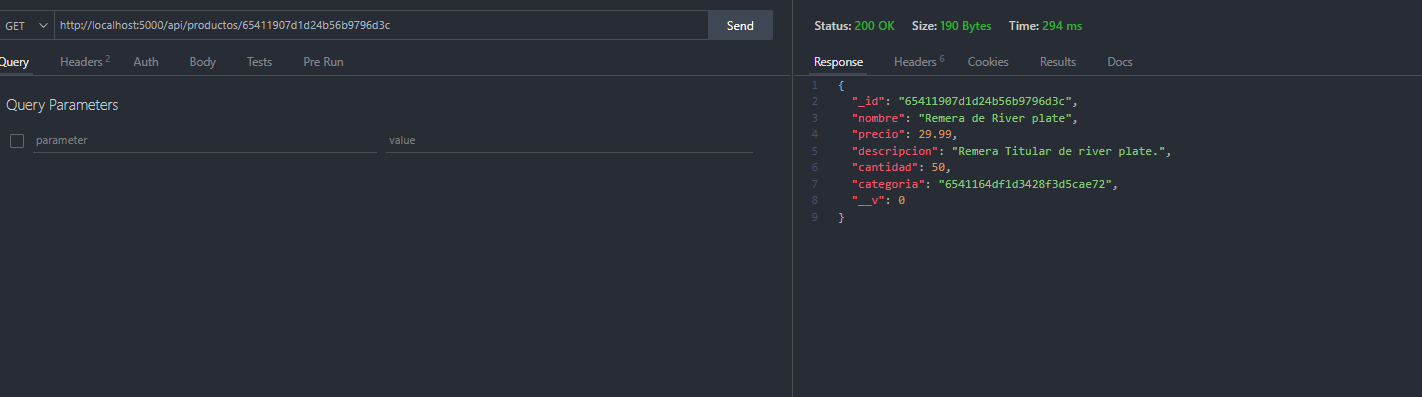 GET http://localhost:5000/api/productos/65411907d1d24b56b9796d3c Send
Query Headers 2 Auth Body Tests Pre Run
Query Parameters
parameter value
Status: 200 OK Size: 190 Bytes Time: 294 ms
Response Headers 6 Cookies Results Docs
1 {
2 "_id": "65411907d1d24b56b9796d3c",
3 "nombre": "Remera de River plate",
4 "precio": 29.99,
5 "descripcion": "Remera Titular de river plate.",
6 "cantidad": 50,
7 "categoria": "6541164df1d3428f3d5cae72",
8 "__v": 0
9 }